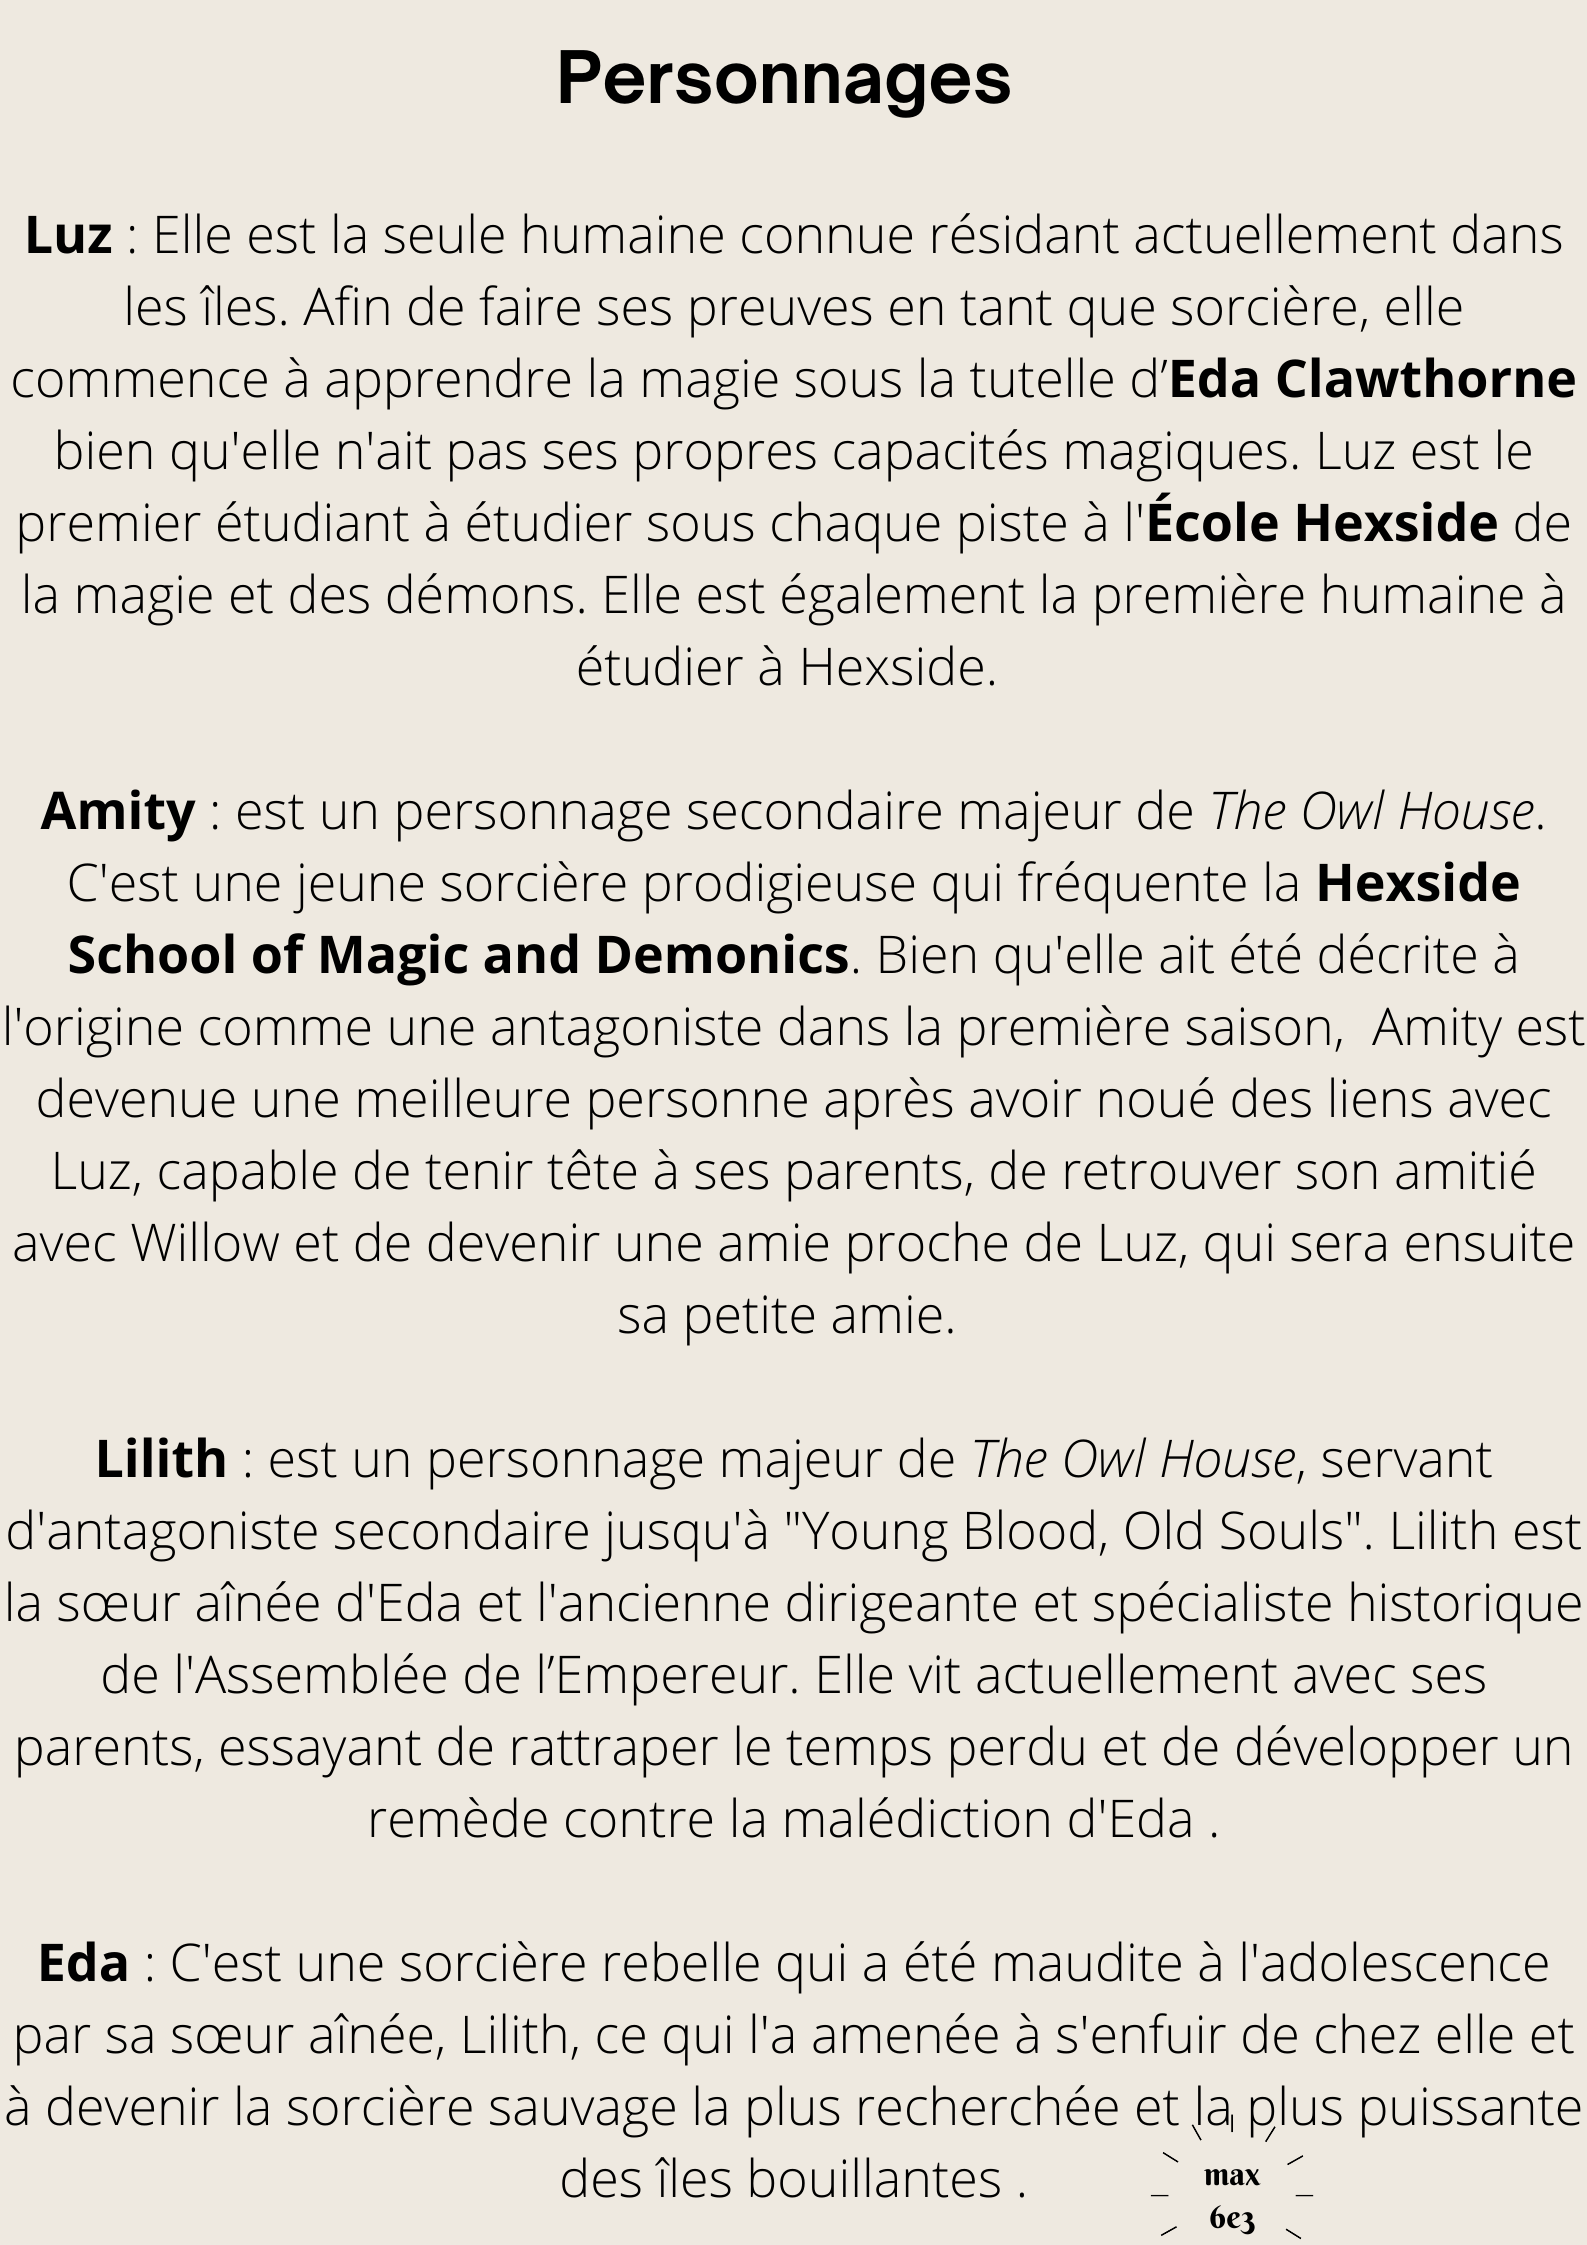 Personnages
Luz : Elle est la seule humaine connue résidant actuellement dans
les îles. Afin de faire ses preuves en tant que sorcière, elle
commence à apprendre la magie sous la tutelle d’Eda Clawthorne
bien qu'elle n'ait pas ses propres capacités magiques. Luz est le
premier étudiant à étudier sous chaque piste à l'École Hexside de
la magie et des démons. Elle est également la première humaine à
étudier à Hexside.
Amity : est un personnage secondaire majeur de The Owl House.
C'est une jeune sorcière prodigieuse qui fréquente la Hexside
School of Magic and Demonics. Bien qu'elle ait été décrite à
l'origine comme une antagoniste dans la première saison,  Amity est
devenue une meilleure personne après avoir noué des liens avec
Luz, capable de tenir tête à ses parents, de retrouver son amitié
avec Willow et de devenir une amie proche de Luz, qui sera ensuite
sa petite amie.
Lilith : est un personnage majeur de The Owl House, servant
d'antagoniste secondaire jusqu'à "Young Blood, Old Souls". Lilith est
la sœur aînée d'Eda et l'ancienne dirigeante et spécialiste historique
de l'Assemblée de l’Empereur. Elle vit actuellement avec ses
parents, essayant de rattraper le temps perdu et de développer un
remède contre la malédiction d'Eda .
Eda : C'est une sorcière rebelle qui a été maudite à l'adolescence
par sa sœur aînée, Lilith, ce qui l'a amenée à s'enfuir de chez elle et
à devenir la sorcière sauvage la plus recherchée et la plus puissante
des îles bouillantes .
max
6e3